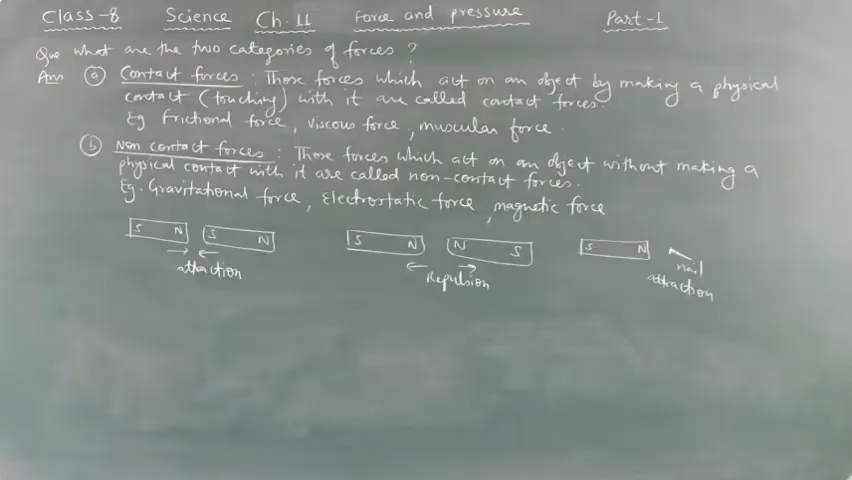 Class-8 Science Ch. 11 Force and pressure Part-1
Que what are the two categories of forces ?
Ans (a) Contact forces : Those forces which act on an object by making a physical
contact (touching) with it are called contact forces.
Eg Frictional force, viscous force, muscular force.
(b) Non contact forces : Those forces which act on an object without making a
physical contact with it are called non-contact forces.
Eg. Gravitational force, Electrostatic force, magnetic force
S N S N S N N S S N
attraction Repulsion nail
attraction